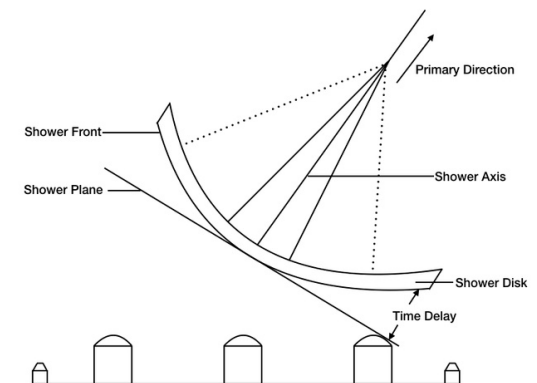 Primary Direction
Shower Front
Shower Axis
Shower Plane
Shower Disk
Time Delay